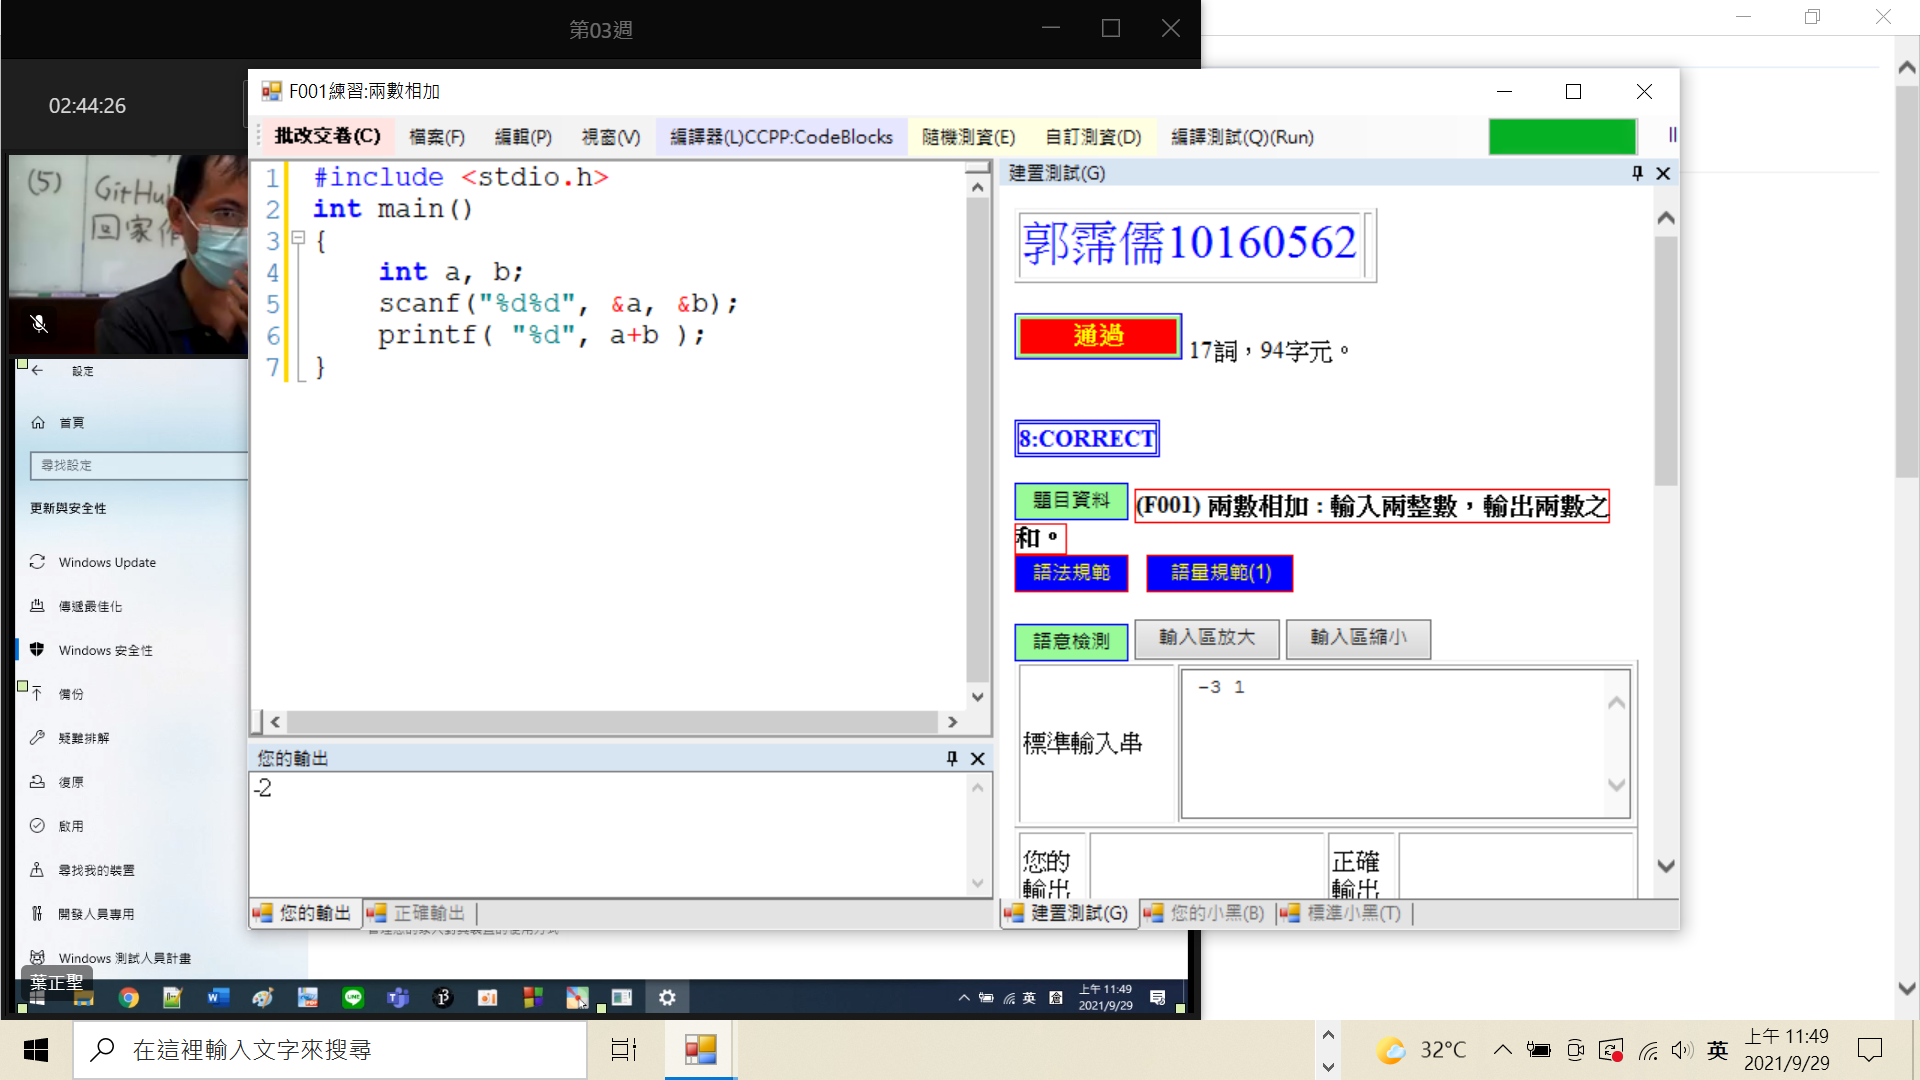 第03週
02:44:26
(5) GitHu
回家作
F001練習:兩數相加
批改交卷(C) 檔案(F) 編輯(P) 視窗(V) 編譯器(L)CCPP:CodeBlocks 隨機測資(E) 自訂測資(D) 編譯測試(Q)(Run)
1 #include <stdio.h>
2 int main()
3 {
4 int a, b;
5 scanf("%d%d", &a, &b);
6 printf( "%d", a+b );
7 }
您的輸出
-2
您的輸出 正確輸出
建置測試(G)
郭霈儒10160562
通過 17詞，94字元。
8:CORRECT
題目資料 (F001) 兩數相加：輸入兩整數，輸出兩數之
和。
語法規範 語量規範(1)
語意檢測 輸入區放大 輸入區縮小
標準輸入串 -3 1
您的 正確
輸出 輸出
建置測試(G) 您的小黑(B) 標準小黑(T)
設定
首頁
尋找設定
更新與安全性
Windows Update
傳遞最佳化
Windows 安全性
備份
疑難排解
復原
啟用
尋找我的裝置
開發人員專用
Windows 測試人員計畫
葉正聖
英 上午 11:49
2021/9/29
在這裡輸入文字來搜尋
32°C 英 上午 11:49
2021/9/29